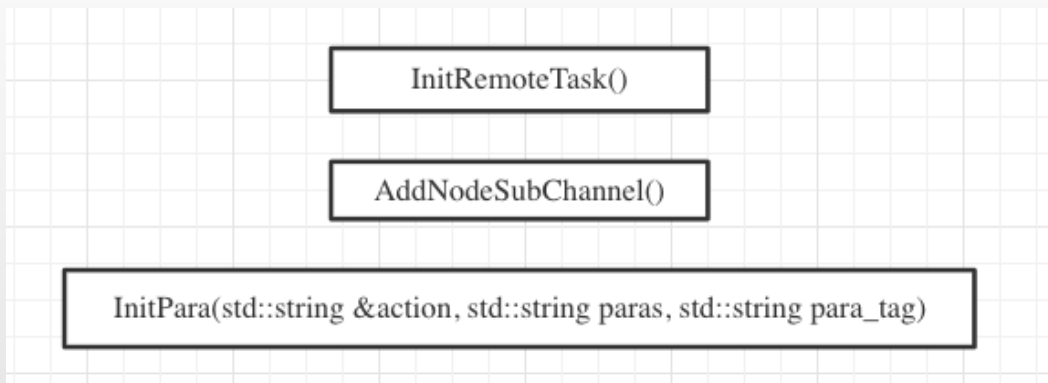 InitRemoteTask()
AddNodeSubChannel()
InitPara(std::string &action, std::string paras, std::string para_tag)